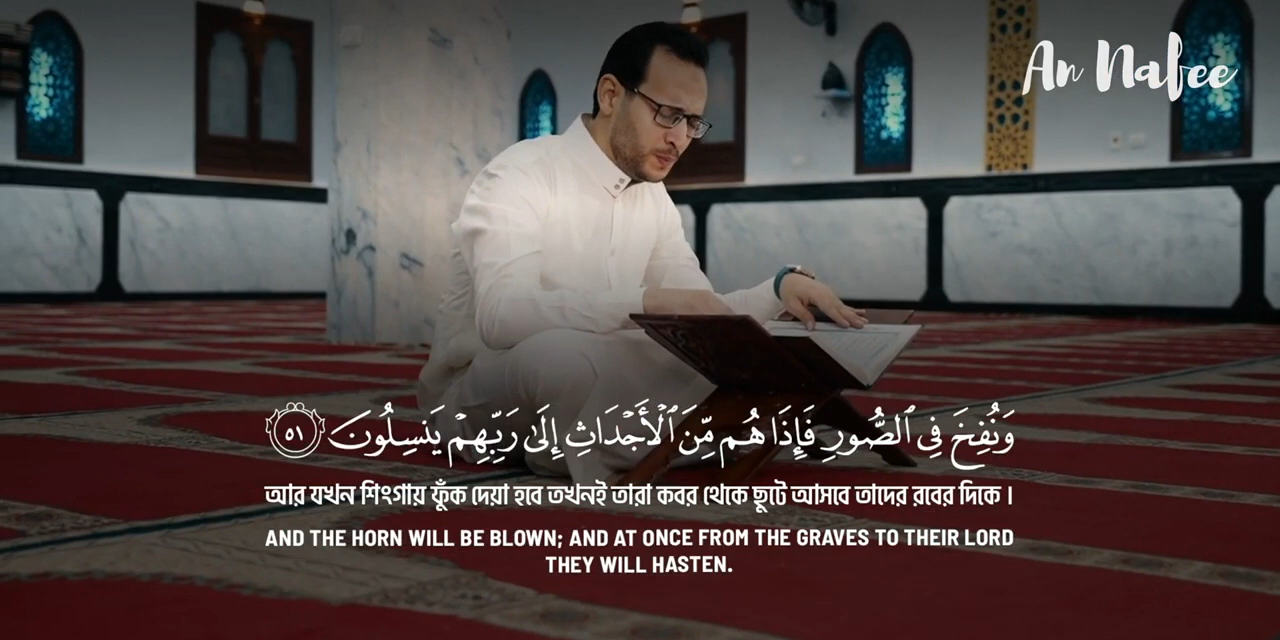 An Nafee
وَنُفِخَ فِي ٱلصُّورِ فَإِذَا هُم مِّنَ ٱلْأَجْدَاثِ إِلَىٰ رَبِّهِمْ يَنسِلُونَ ٥١
আর যখন শিংগায় ফুঁক দেয়া হবে তখনই তারা কবর থেকে ছুটে আসবে তাদের রবের দিকে।
AND THE HORN WILL BE BLOWN; AND AT ONCE FROM THE GRAVES TO THEIR LORD
THEY WILL HASTEN.